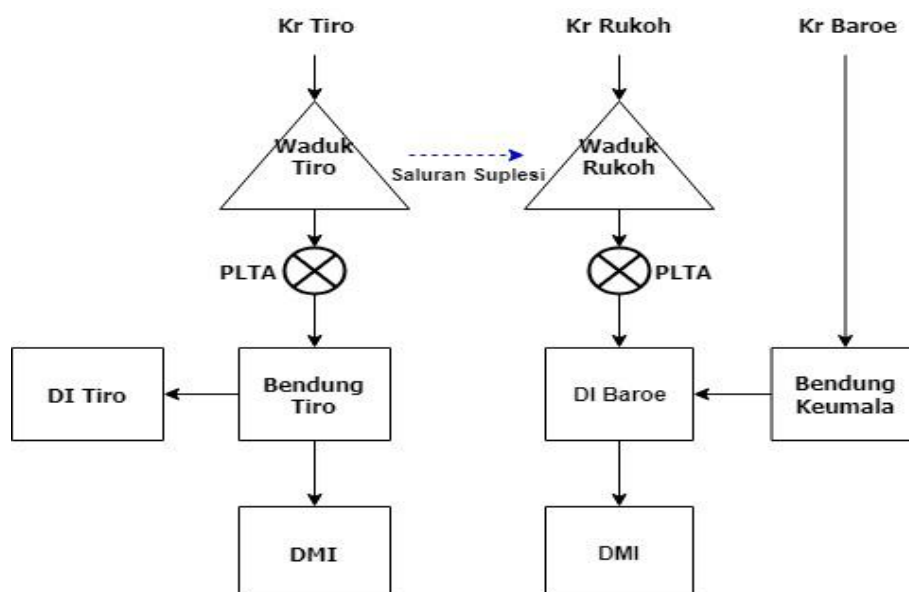 Kr Tiro
Kr Rukoh
Kr Baroe
Waduk
Tiro
Saluran Suplesi
Waduk
Rukoh
PLTA
PLTA
DI Tiro
Bendung
Tiro
DI Baroe
Bendung
Keumala
DMI
DMI